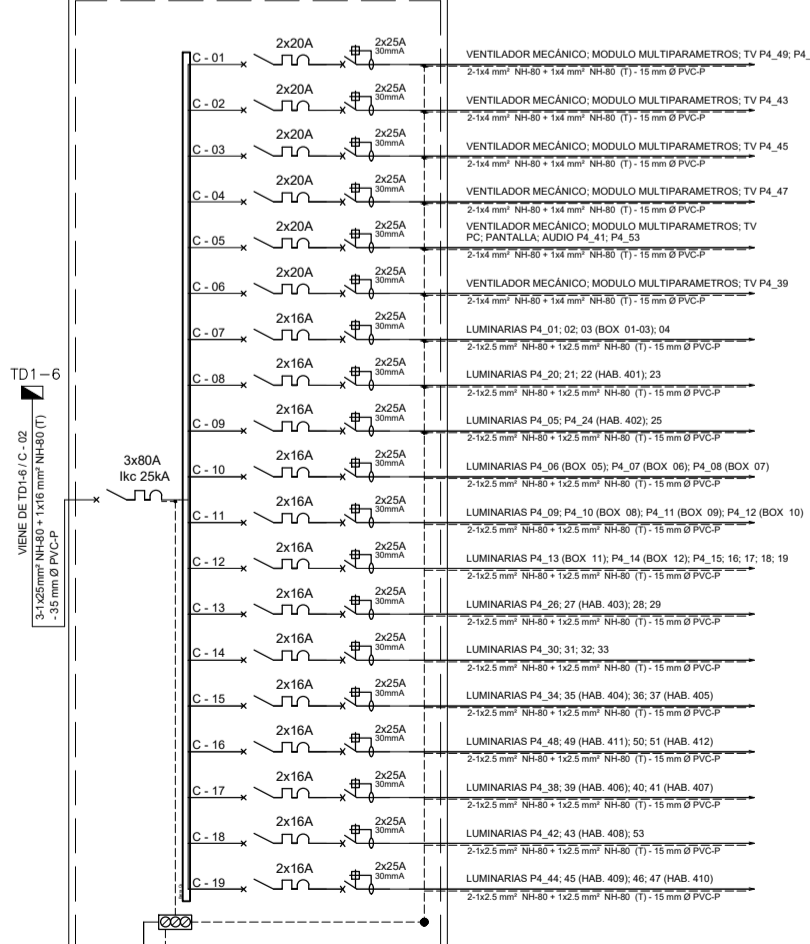 C - 01
2x20A
2x25A
30mmA
VENTILADOR MECÁNICO; MODULO MULTIPARAMETROS; TV P4_49; P4_
2-1x4 mm² NH-80 + 1x4 mm² NH-80 (T) - 15 mm Ø PVC-P
C - 02
2x20A
2x25A
30mmA
VENTILADOR MECÁNICO; MODULO MULTIPARAMETROS; TV P4_43
2-1x4 mm² NH-80 + 1x4 mm² NH-80 (T) - 15 mm Ø PVC-P
C - 03
2x20A
2x25A
30mmA
VENTILADOR MECÁNICO; MODULO MULTIPARAMETROS; TV P4_45
2-1x4 mm² NH-80 + 1x4 mm² NH-80 (T) - 15 mm Ø PVC-P
C - 04
2x20A
2x25A
30mmA
VENTILADOR MECÁNICO; MODULO MULTIPARAMETROS; TV P4_47
2-1x4 mm² NH-80 + 1x4 mm² NH-80 (T) - 15 mm Ø PVC-P
C - 05
2x20A
2x25A
30mmA
VENTILADOR MECÁNICO; MODULO MULTIPARAMETROS; TV
PC; PANTALLA; AUDIO P4_41; P4_53
2-1x4 mm² NH-80 + 1x4 mm² NH-80 (T) - 15 mm Ø PVC-P
C - 06
2x20A
2x25A
30mmA
VENTILADOR MECÁNICO; MODULO MULTIPARAMETROS; TV P4_39
2-1x4 mm² NH-80 + 1x4 mm² NH-80 (T) - 15 mm Ø PVC-P
C - 07
2x16A
2x25A
30mmA
LUMINARIAS P4_01; 02; 03 (BOX 01-03); 04
2-1x2.5 mm² NH-80 + 1x2.5 mm² NH-80 (T) - 15 mm Ø PVC-P
C - 08
2x16A
2x25A
30mmA
LUMINARIAS P4_20; 21; 22 (HAB. 401); 23
2-1x2.5 mm² NH-80 + 1x2.5 mm² NH-80 (T) - 15 mm Ø PVC-P
C - 09
2x16A
2x25A
30mmA
LUMINARIAS P4_05; P4_24 (HAB. 402); 25
2-1x2.5 mm² NH-80 + 1x2.5 mm² NH-80 (T) - 15 mm Ø PVC-P
C - 10
2x16A
2x25A
30mmA
LUMINARIAS P4_06 (BOX 05); P4_07 (BOX 06); P4_08 (BOX 07)
2-1x2.5 mm² NH-80 + 1x2.5 mm² NH-80 (T) - 15 mm Ø PVC-P
C - 11
2x16A
2x25A
30mmA
LUMINARIAS P4_09; P4_10 (BOX 08); P4_11 (BOX 09); P4_12 (BOX 10)
2-1x2.5 mm² NH-80 + 1x2.5 mm² NH-80 (T) - 15 mm Ø PVC-P
C - 12
2x16A
2x25A
30mmA
LUMINARIAS P4_13 (BOX 11); P4_14 (BOX 12); P4_15; 16; 17; 18; 19
2-1x2.5 mm² NH-80 + 1x2.5 mm² NH-80 (T) - 15 mm Ø PVC-P
C - 13
2x16A
2x25A
30mmA
LUMINARIAS P4_26; 27 (HAB. 403); 28; 29
2-1x2.5 mm² NH-80 + 1x2.5 mm² NH-80 (T) - 15 mm Ø PVC-P
C - 14
2x16A
2x25A
30mmA
LUMINARIAS P4_30; 31; 32; 33
2-1x2.5 mm² NH-80 + 1x2.5 mm² NH-80 (T) - 15 mm Ø PVC-P
C - 15
2x16A
2x25A
30mmA
LUMINARIAS P4_34; 35 (HAB. 404); 36; 37 (HAB. 405)
2-1x2.5 mm² NH-80 + 1x2.5 mm² NH-80 (T) - 15 mm Ø PVC-P
C - 16
2x16A
2x25A
30mmA
LUMINARIAS P4_48; 49 (HAB. 411); 50; 51 (HAB. 412)
2-1x2.5 mm² NH-80 + 1x2.5 mm² NH-80 (T) - 15 mm Ø PVC-P
C - 17
2x16A
2x25A
30mmA
LUMINARIAS P4_38; 39 (HAB. 406); 40; 41 (HAB. 407)
2-1x2.5 mm² NH-80 + 1x2.5 mm² NH-80 (T) - 15 mm Ø PVC-P
C - 18
2x16A
2x25A
30mmA
LUMINARIAS P4_42; 43 (HAB. 408); 53
2-1x2.5 mm² NH-80 + 1x2.5 mm² NH-80 (T) - 15 mm Ø PVC-P
C - 19
2x16A
2x25A
30mmA
LUMINARIAS P4_44; 45 (HAB. 409); 46; 47 (HAB. 410)
2-1x2.5 mm² NH-80 + 1x2.5 mm² NH-80 (T) - 15 mm Ø PVC-P
TD1-6
VIENE DE TD1-6 / C - 02
3-1x25mm² NH-80 + 1x16 mm² NH-80 (T)
- 35 mm Ø PVC-P
3x80A
Ikc 25kA